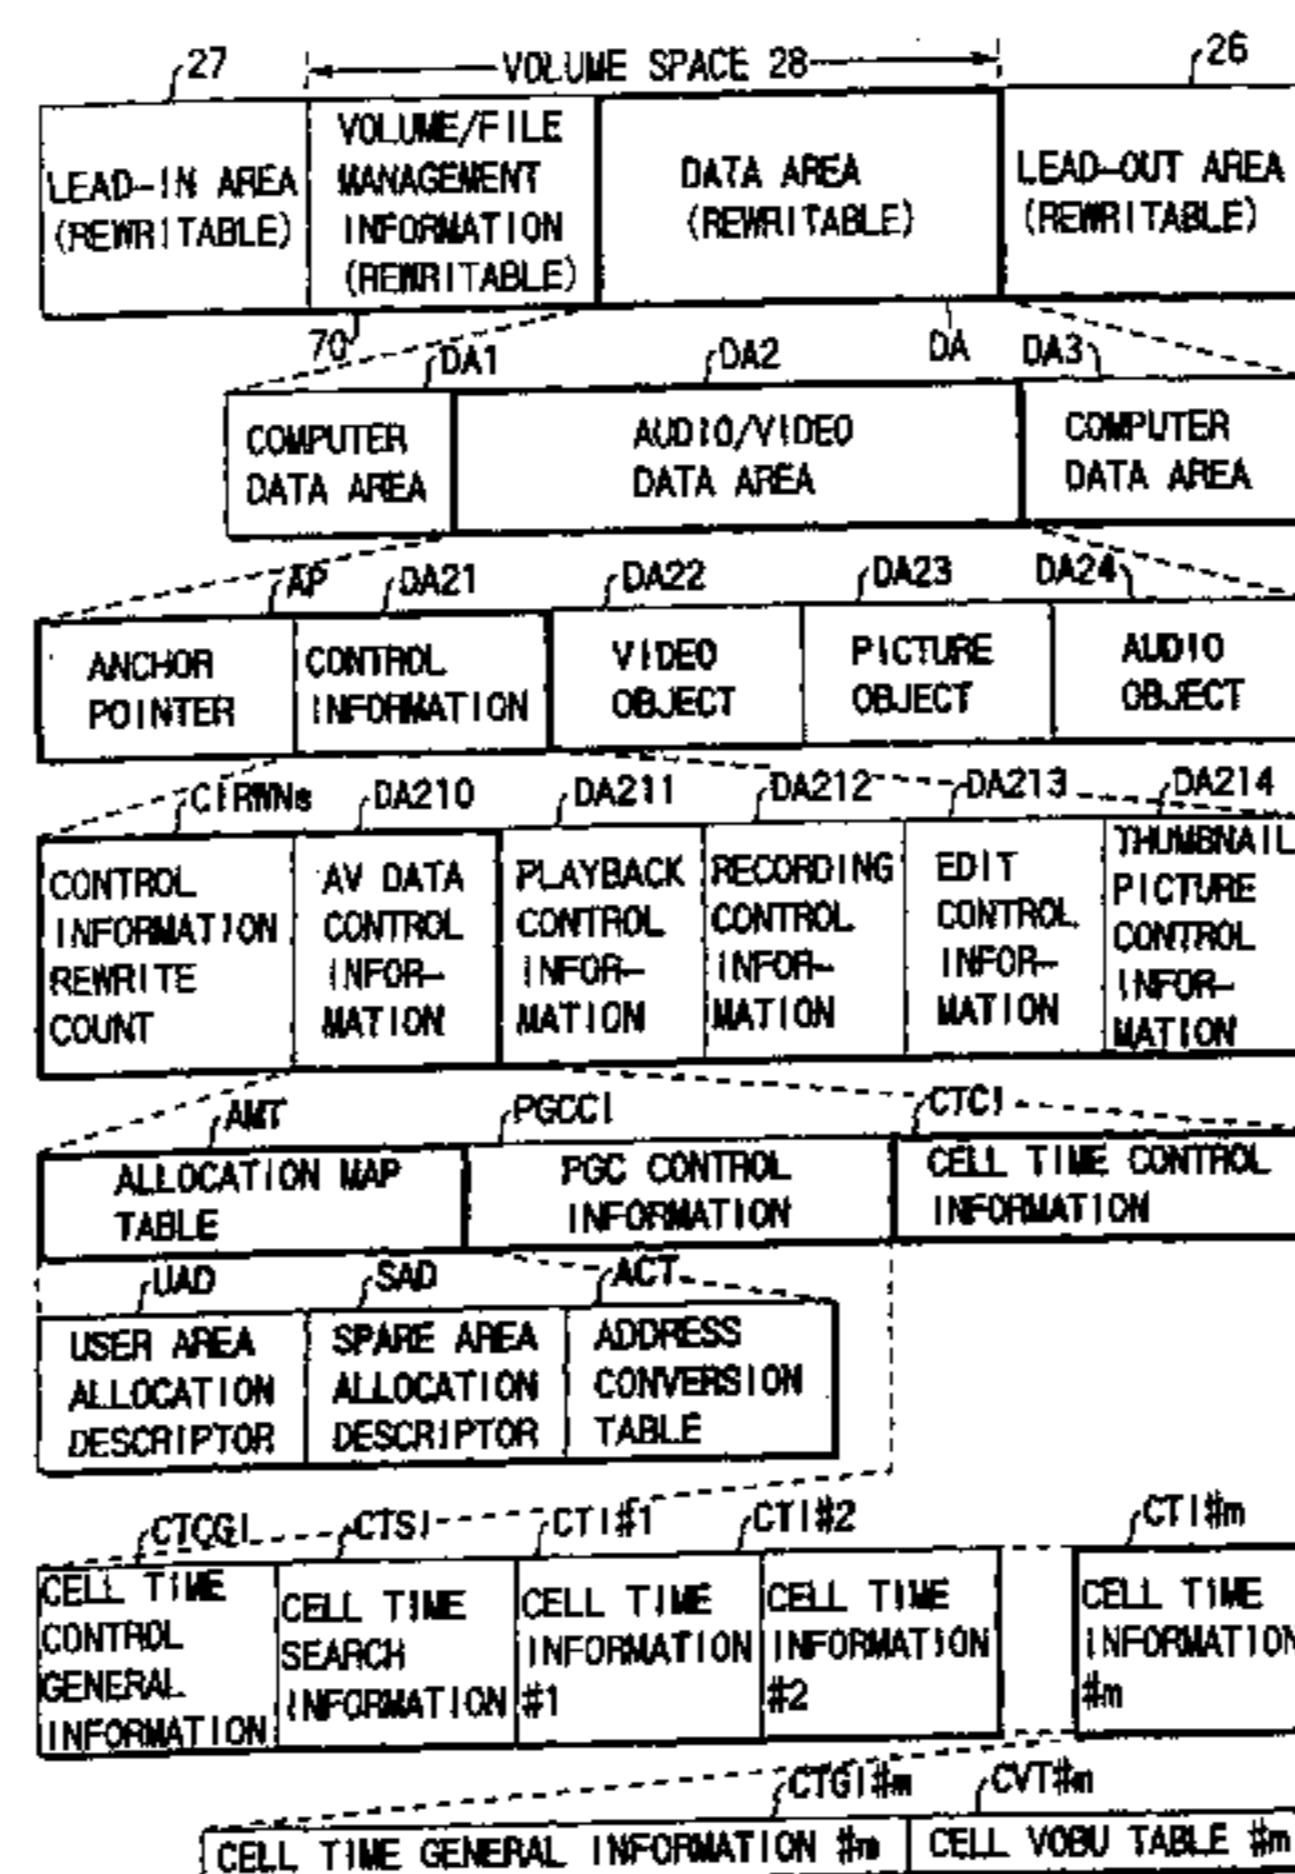 27
VOLUME SPACE 28
26
LEAD-IN AREA
(REWRITABLE)
VOLUME/FILE
MANAGEMENT
INFORMATION
(REWRITABLE)
DATA AREA
(REWRITABLE)
LEAD-OUT AREA
(REWRITABLE)
70
DA1
DA2
DA
DA3
COMPUTER
DATA AREA
AUDIO/VIDEO
DATA AREA
COMPUTER
DATA AREA
AP
DA21
DA22
DA23
DA24
ANCHOR
POINTER
CONTROL
INFORMATION
VIDEO
OBJECT
PICTURE
OBJECT
AUDIO
OBJECT
CIRWNs
DA210
DA211
DA212
DA213
DA214
CONTROL
INFORMATION
REWRITE
COUNT
AV DATA
CONTROL
INFOR-
MATION
PLAYBACK
CONTROL
INFOR-
MATION
RECORDING
CONTROL
INFOR-
MATION
EDIT
CONTROL
INFOR-
MATION
THUMBNAIL
PICTURE
CONTROL
INFOR-
MATION
AMT
PGCCI
CTCI
ALLOCATION MAP
TABLE
PGC CONTROL
INFORMATION
CELL TIME CONTROL
INFORMATION
UAD
SAD
ACT
USER AREA
ALLOCATION
DESCRIPTOR
SPARE AREA
ALLOCATION
DESCRIPTOR
ADDRESS
CONVERSION
TABLE
CTCGI
CTSI
CTI#1
CTI#2
CTI#m
CELL TIME
CONTROL
GENERAL
INFORMATION
CELL TIME
SEARCH
INFORMATION
CELL TIME
INFORMATION
#1
CELL TIME
INFORMATION
#2
CELL TIME
INFORMATION
#m
CTGI#m
CVT#m
CELL TIME GENERAL INFORMATION #m
CELL VOBU TABLE #m